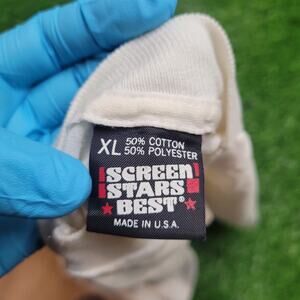 XL 50% COTTON
50% POLYESTER
SCREEN
STARS
BEST®
MADE IN U.S.A.